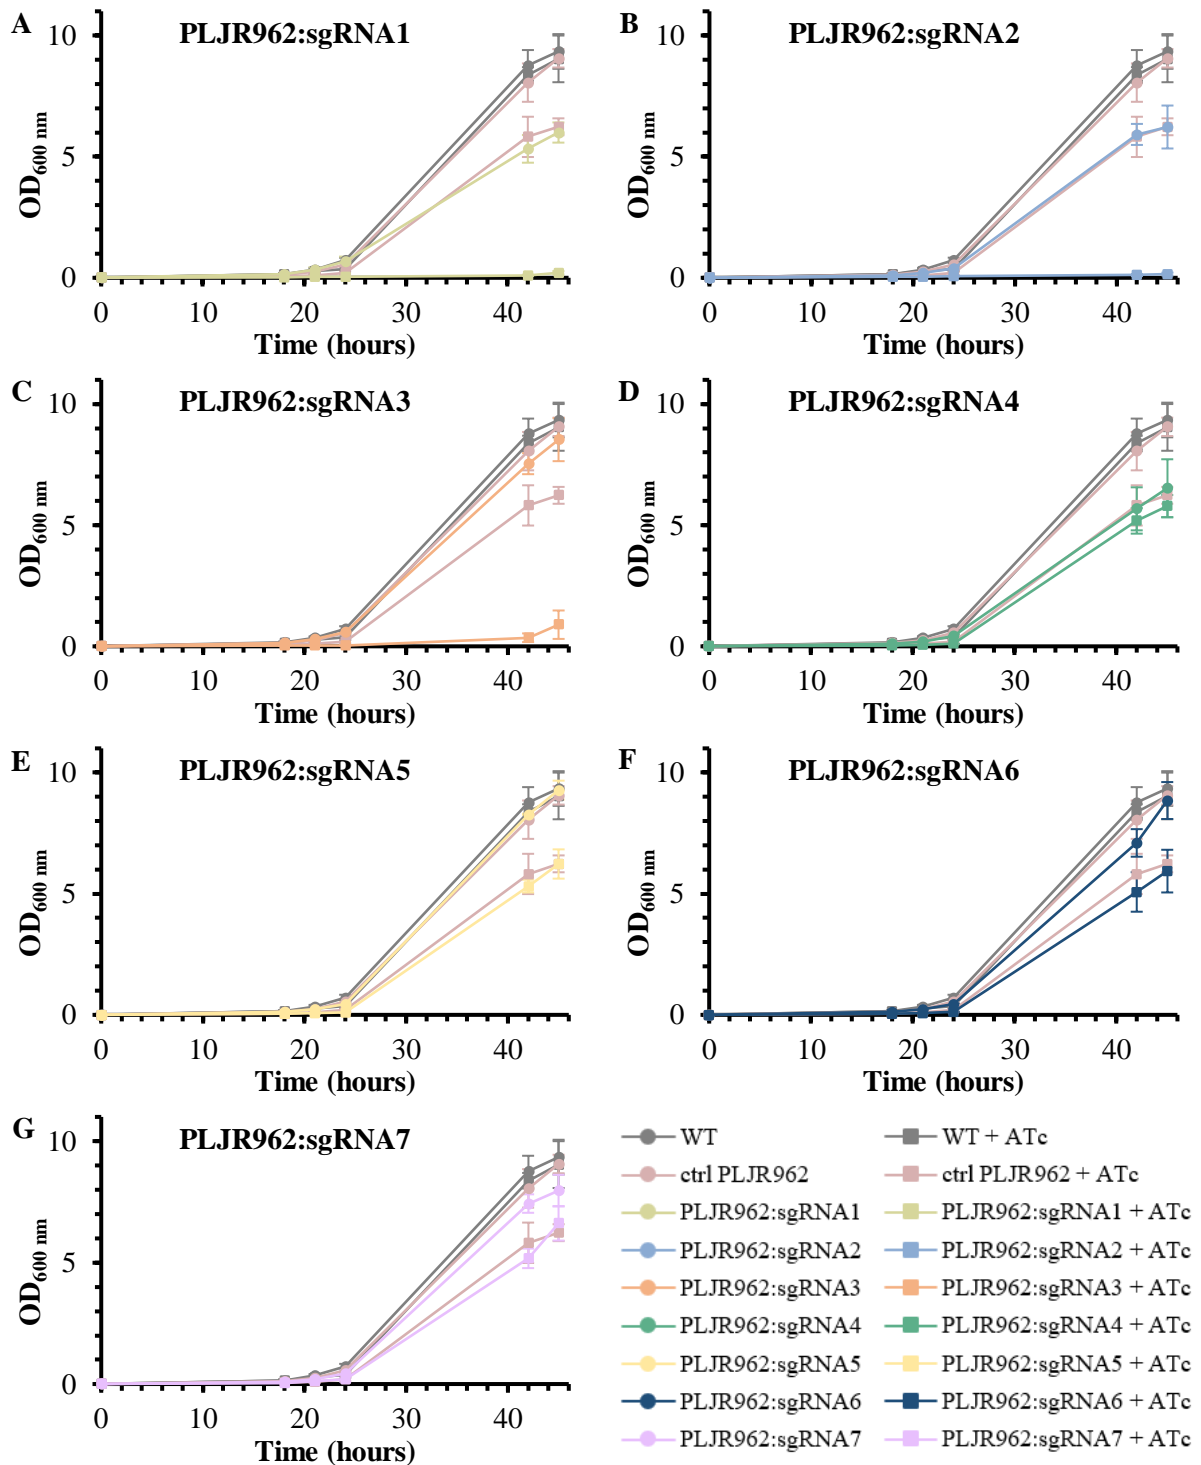 A PLJR962:sgRNA1
10
5
0
OD600 nm
0 10 20 30 40
Time (hours)
B PLJR962:sgRNA2
10
5
0
OD600 nm
0 10 20 30 40
Time (hours)
C PLJR962:sgRNA3
10
5
0
OD600 nm
0 10 20 30 40
Time (hours)
D PLJR962:sgRNA4
10
5
0
OD600 nm
0 10 20 30 40
Time (hours)
E PLJR962:sgRNA5
10
5
0
OD600 nm
0 10 20 30 40
Time (hours)
F PLJR962:sgRNA6
10
5
0
OD600 nm
0 10 20 30 40
Time (hours)
G PLJR962:sgRNA7
10
5
0
OD600 nm
0 10 20 30 40
Time (hours)
WT WT + ATc
ctrl PLJR962 ctrl PLJR962 + ATc
PLJR962:sgRNA1 PLJR962:sgRNA1 + ATc
PLJR962:sgRNA2 PLJR962:sgRNA2 + ATc
PLJR962:sgRNA3 PLJR962:sgRNA3 + ATc
PLJR962:sgRNA4 PLJR962:sgRNA4 + ATc
PLJR962:sgRNA5 PLJR962:sgRNA5 + ATc
PLJR962:sgRNA6 PLJR962:sgRNA6 + ATc
PLJR962:sgRNA7 PLJR962:sgRNA7 + ATc